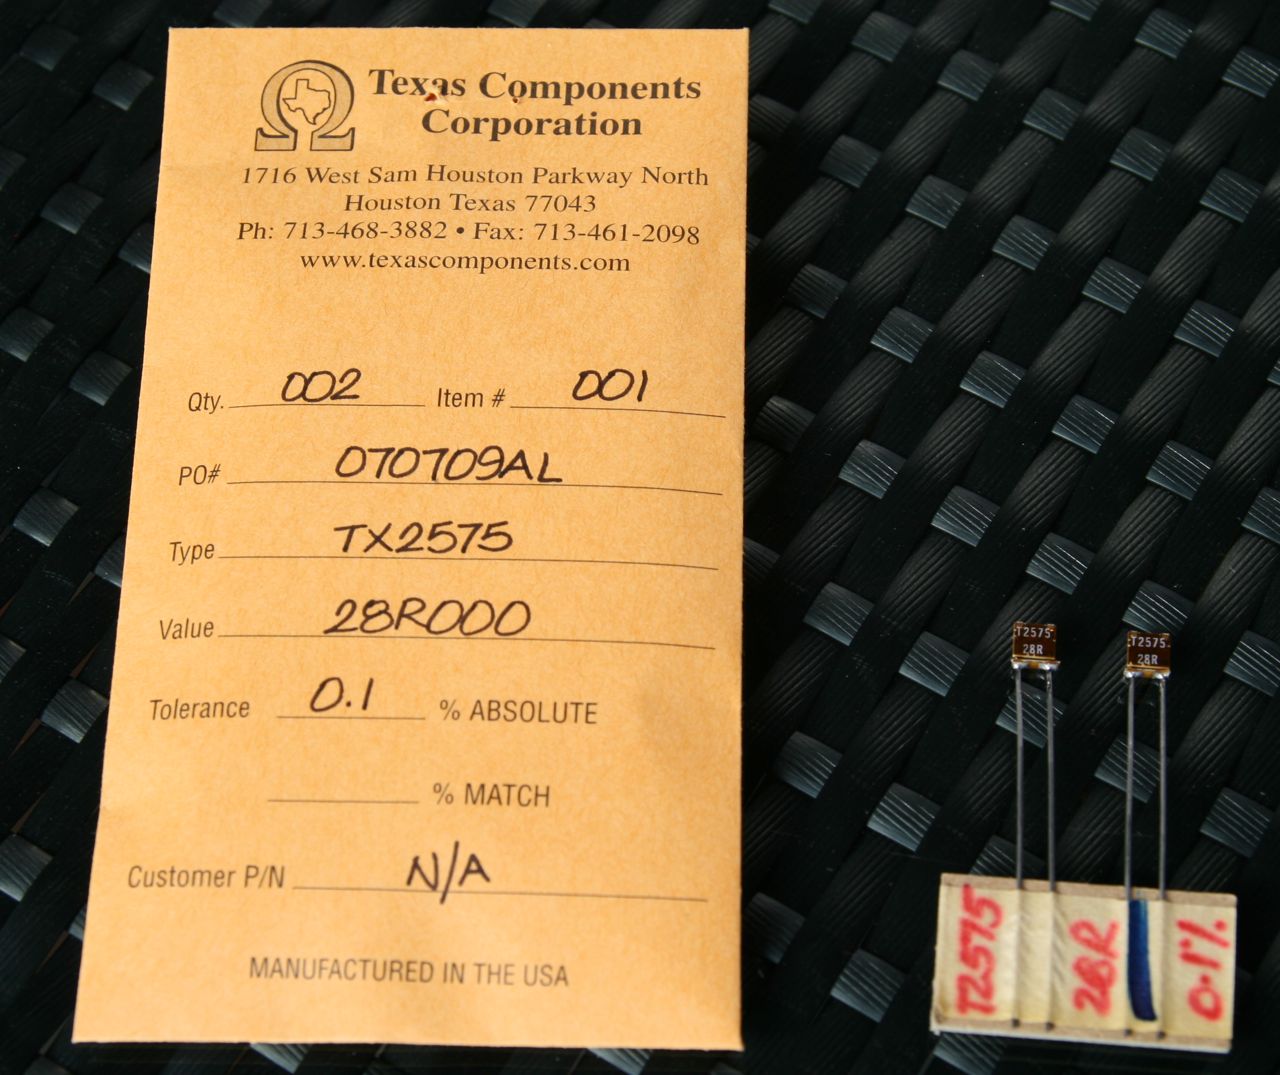 Texas Components
Corporation
1716 West Sam Houston Parkway North
Houston Texas 77043
Ph: 713-468-3882 • Fax: 713-461-2098
www.texascomponents.com
Qty. 002 Item # 001
PO# 070709AL
Type TX2575
Value 28R000
Tolerance 0.1 % ABSOLUTE
% MATCH
Customer P/N N/A
MANUFACTURED IN THE USA
T2575
28R
T2575
28R
T2575
28R
0.1%